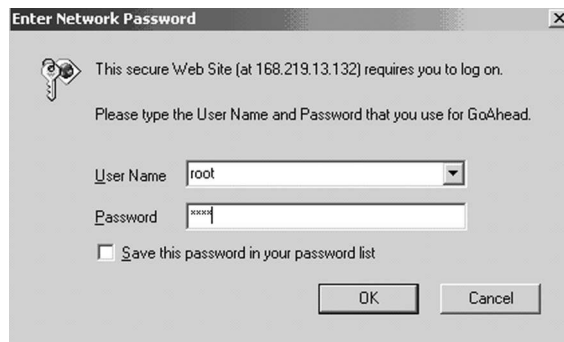 Enter Network Password
This secure Web Site (at 168.219.13.132) requires you to log on.
Please type the User Name and Password that you use for GoAhead.
User Name root
Password ****
Save this password in your password list
OK Cancel